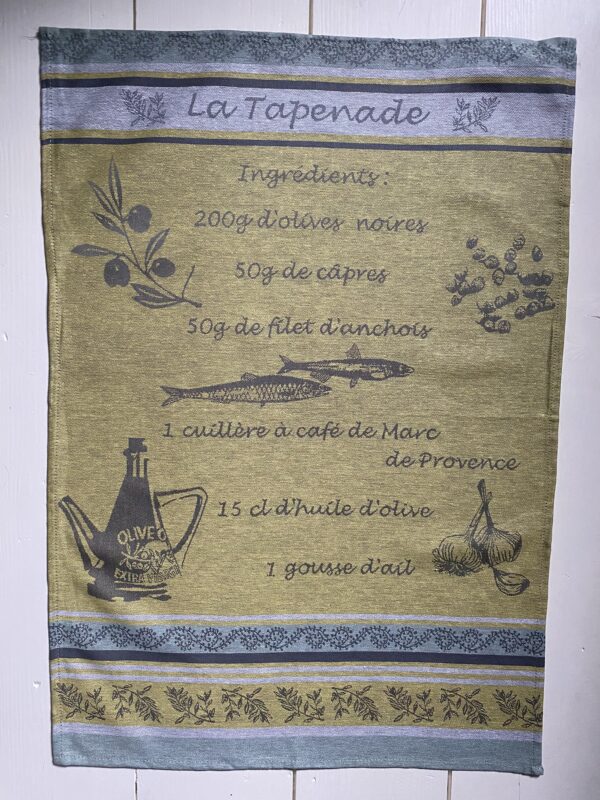 La Tapenade
Ingrédients :
200g d'olives noires
50g de câpres
50g de filet d'anchois
1 cuillère à café de Marc
de Provence
15 cl d'huile d'olive
1 gousse d'ail
OLIVE O
EXTRA